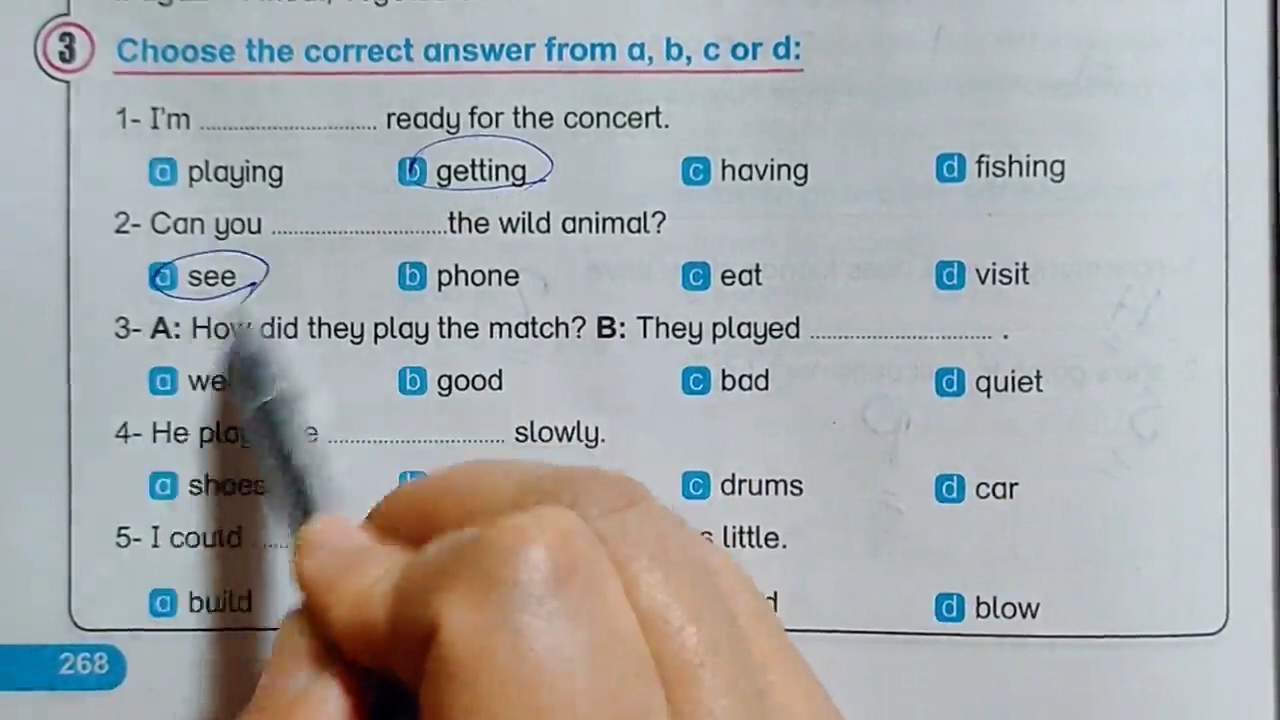 3 Choose the correct answer from a, b, c or d:
1- I'm ........................ ready for the concert.
a playing b getting c having d fishing
2- Can you ........................ the wild animal?
a see b phone c eat d visit
3- A: How did they play the match? B: They played ........................ .
a b good c bad d quiet
4- He ........................ slowly.
a shoes c drums d car
5- I could little.
a build d blow
268